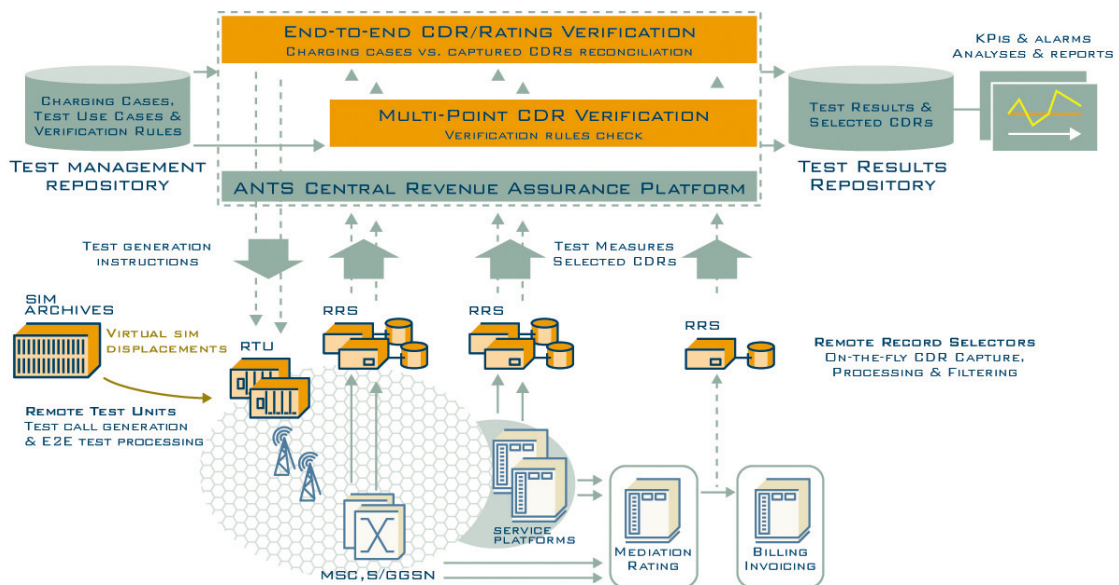 End-to-end CDR/Rating Verification
Charging cases vs. captured CDRs reconciliation
KPIs & alarms
Analyses & reports
Charging Cases,
Test Use Cases &
Verification Rules
Multi-Point CDR Verification
Verification rules check
Test Results &
Selected CDRs
Test management
repository
Test Results
Repository
ANTS Central Revenue Assurance Platform
Test generation
instructions
Test Measures
Selected CDRs
SIM
archives
Virtual sim
displacements
RTU
RRS
RRS
RRS
Remote Record Selectors
On-the-fly CDR Capture,
Processing & Filtering
Remote Test Units
Test call generation
& E2E test processing
Service
platforms
Mediation
Rating
Billing
Invoicing
MSC,S/GGSN